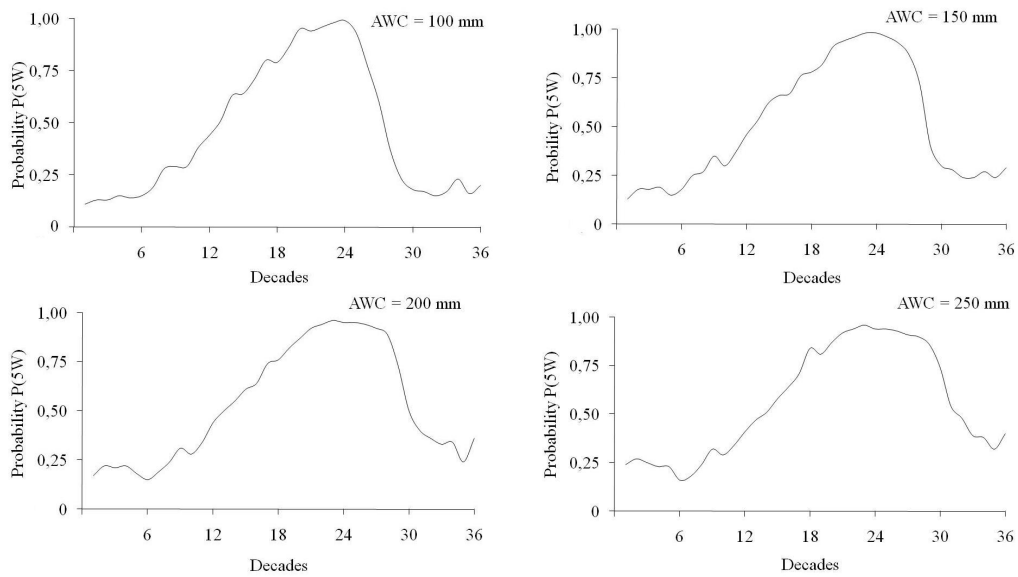 AWC = 100 mm
Probability P(5W)
1,00
0,75
0,50
0,25
0
6 12 18 24 30 36
Decades
AWC = 150 mm
Probility P(5W)
1,00
0,75
0,50
0,25
0
6 12 18 24 30 36
Decades
AWC = 200 mm
Probability P(5W)
1,00
0,75
0,50
0,25
0
6 12 18 24 30 36
Decades
AWC = 250 mm
Probability P(5W)
1,00
0,75
0,50
0,25
0
6 12 18 24 30 36
Decades